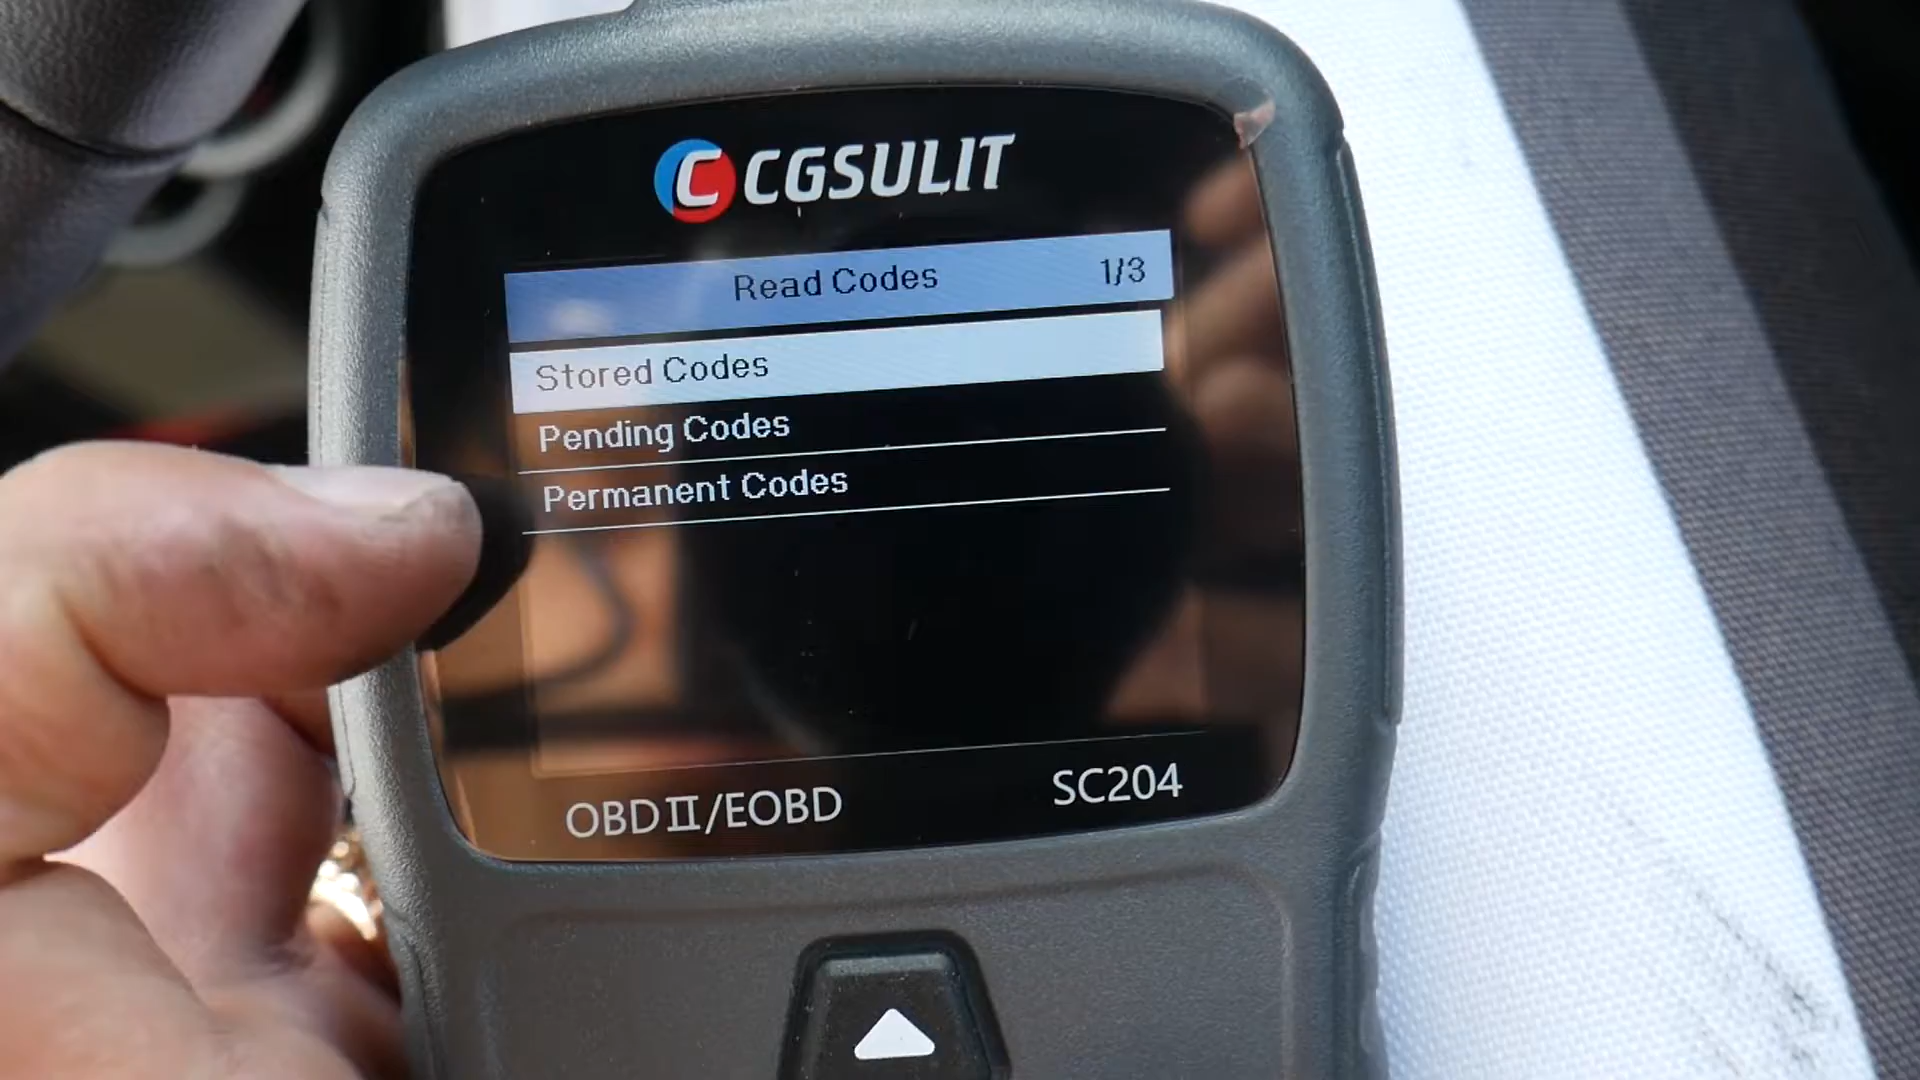 C CGSULIT
Read Codes 1/3
Stored Codes
Pending Codes
Permanent Codes
OBDⅡ/EOBD SC204